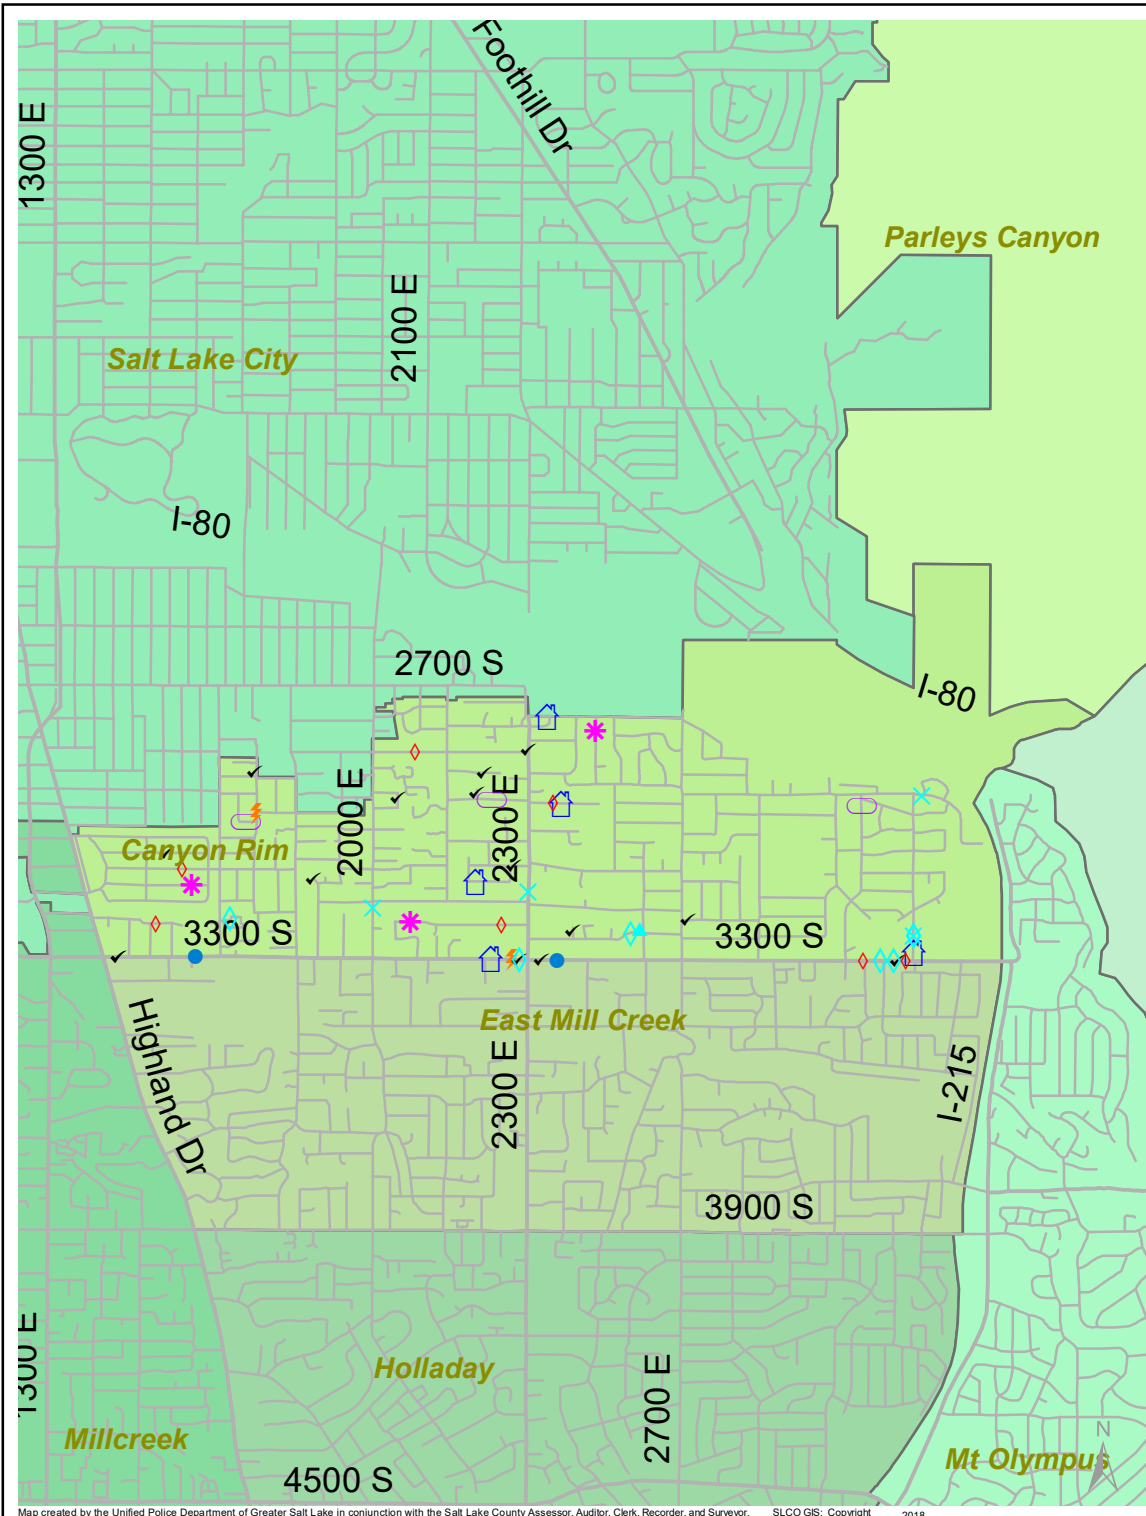 Foothill Dr
1300 E
Parleys Canyon
2100 E
Salt Lake City
I-80
2700 S
I-80
2000 E
2300 E
Canyon Rim
3300 S
3300 S
East Mill Creek
Highland Dr
2300 E
I-215
3900 S
1300 E
Holladay
2700 E
Millcreek
N
Mt Olympus
4500 S
Map created by the Unified Police Department of Greater Salt Lake in conjunction with the Salt Lake County Assessor, Auditor, Clerk, Recorder, and Surveyor. SLCO GIS: Copyright 2018